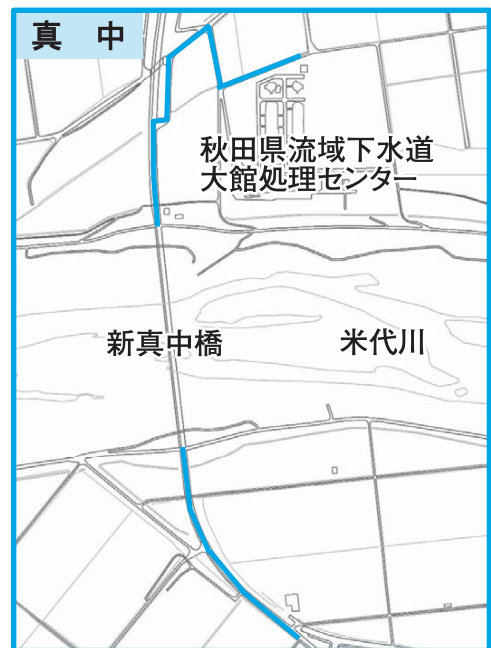 真　中
秋田県流域下水道
大館処理センター
新真中橋
米代川